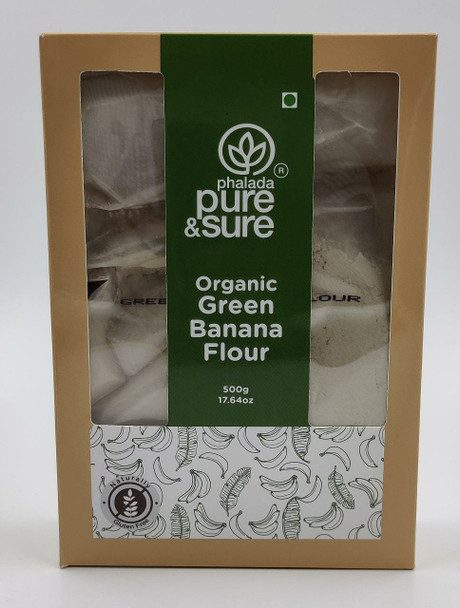 ®
phalada
pure
&sure
Organic
Green
Banana
Flour
500g
17.64oz
GREE
LOUR
Naturally
Gluten Free